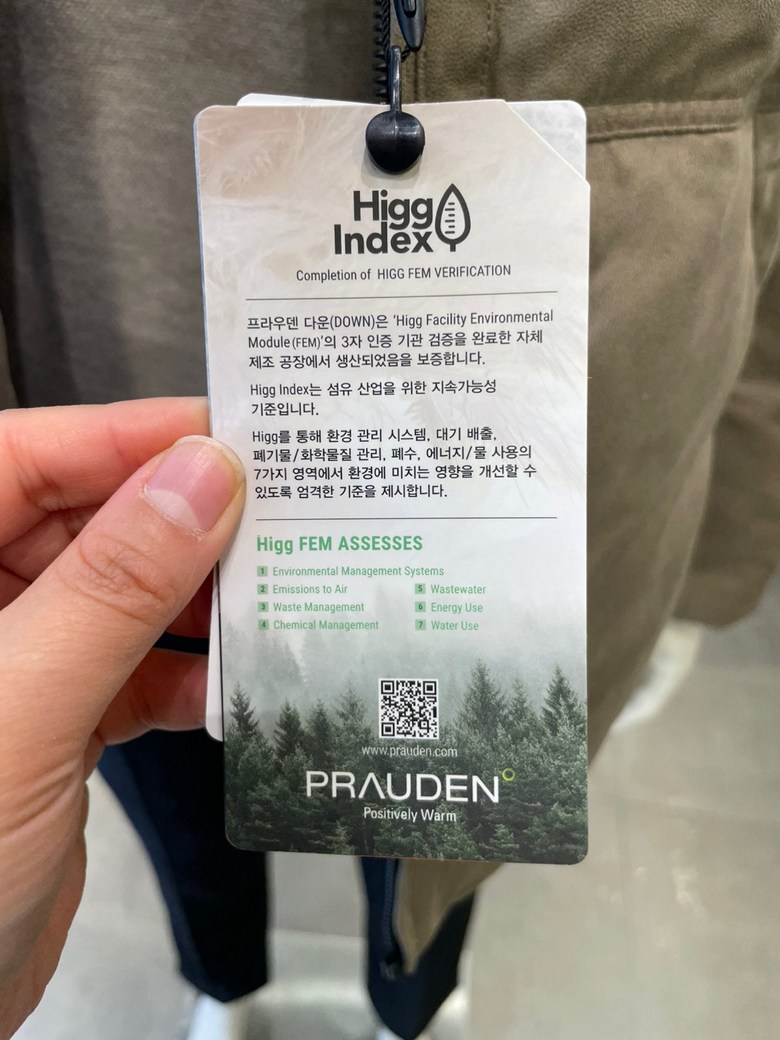 Higg
Index
Completion of HIGG FEM VERIFICATION
프라우덴 다운(DOWN)은 ‘Higg Facility Environmental
Module(FEM)’의 3자 인증 기관 검증을 완료한 자체
제조 공장에서 생산되었음을 보증합니다.
Higg Index는 섬유 산업을 위한 지속가능성
기준입니다.
Higg를 통해 환경 관리 시스템, 대기 배출,
폐기물/화학물질 관리, 폐수, 에너지/물 사용의
7가지 영역에서 환경에 미치는 영향을 개선할 수
있도록 엄격한 기준을 제시합니다.
Higg FEM ASSESSES
1 Environmental Management Systems
2 Emissions to Air
3 Waste Management
4 Chemical Management
5 Wastewater
6 Energy Use
7 Water Use
www.prauden.com
PRAUDEN
Positively Warm